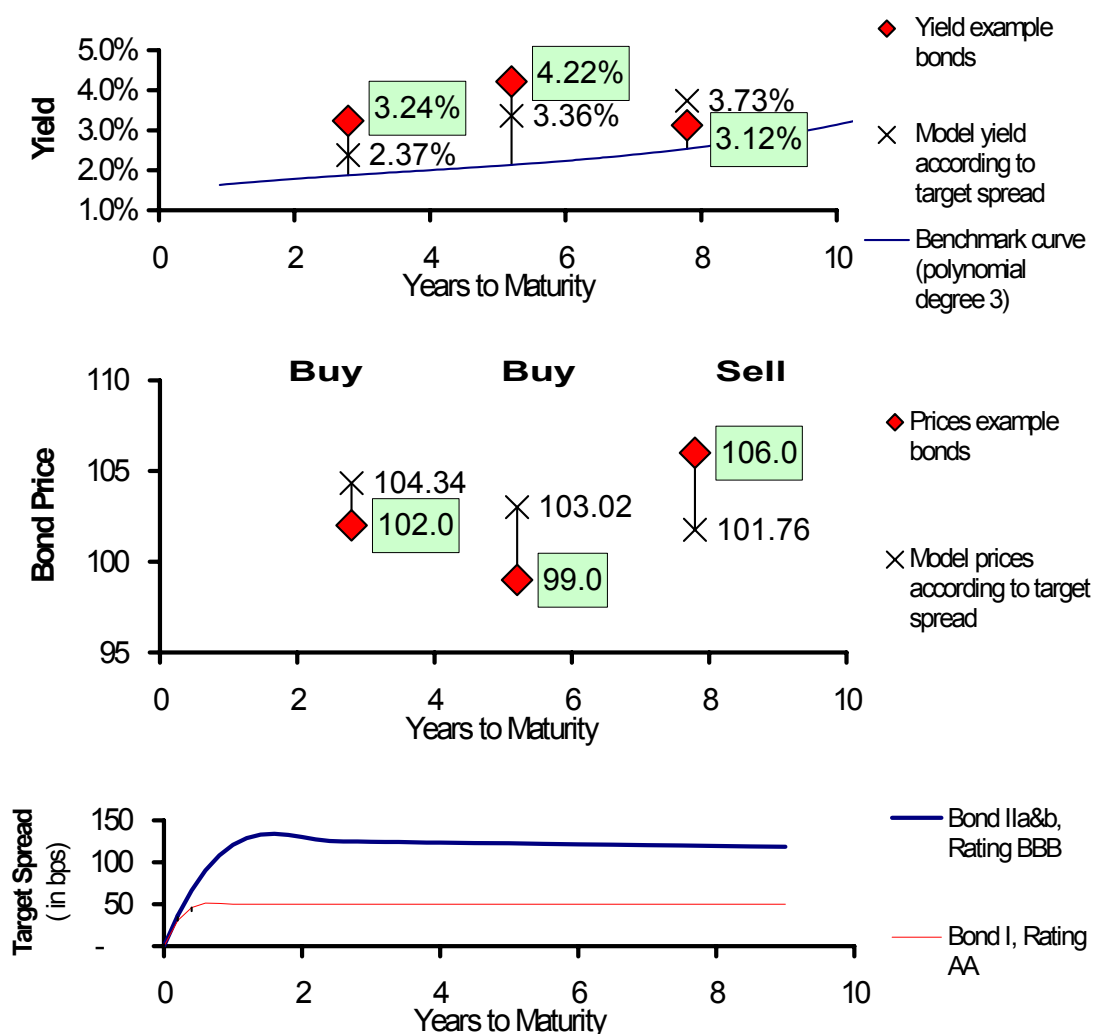 Yield
5.0%
4.0%
3.0%
2.0%
1.0%
3.24%
2.37%
4.22%
3.36%
3.73%
3.12%
0 2 4 6 8 10
Years to Maturity
Yield example
bonds
Model yield
according to
target spread
Benchmark curve
(polynomial
degree 3)
Buy Buy Sell
Bond Price
110
105
100
95
104.34
102.0
103.02
99.0
106.0
101.76
0 2 4 6 8 10
Years to Maturity
Prices example
bonds
Model prices
according to target
spread
Target Spread
( in bps)
150
100
50
-
0 2 4 6 8 10
Years to Maturity
Bond IIa&b,
Rating BBB
Bond I, Rating
AA